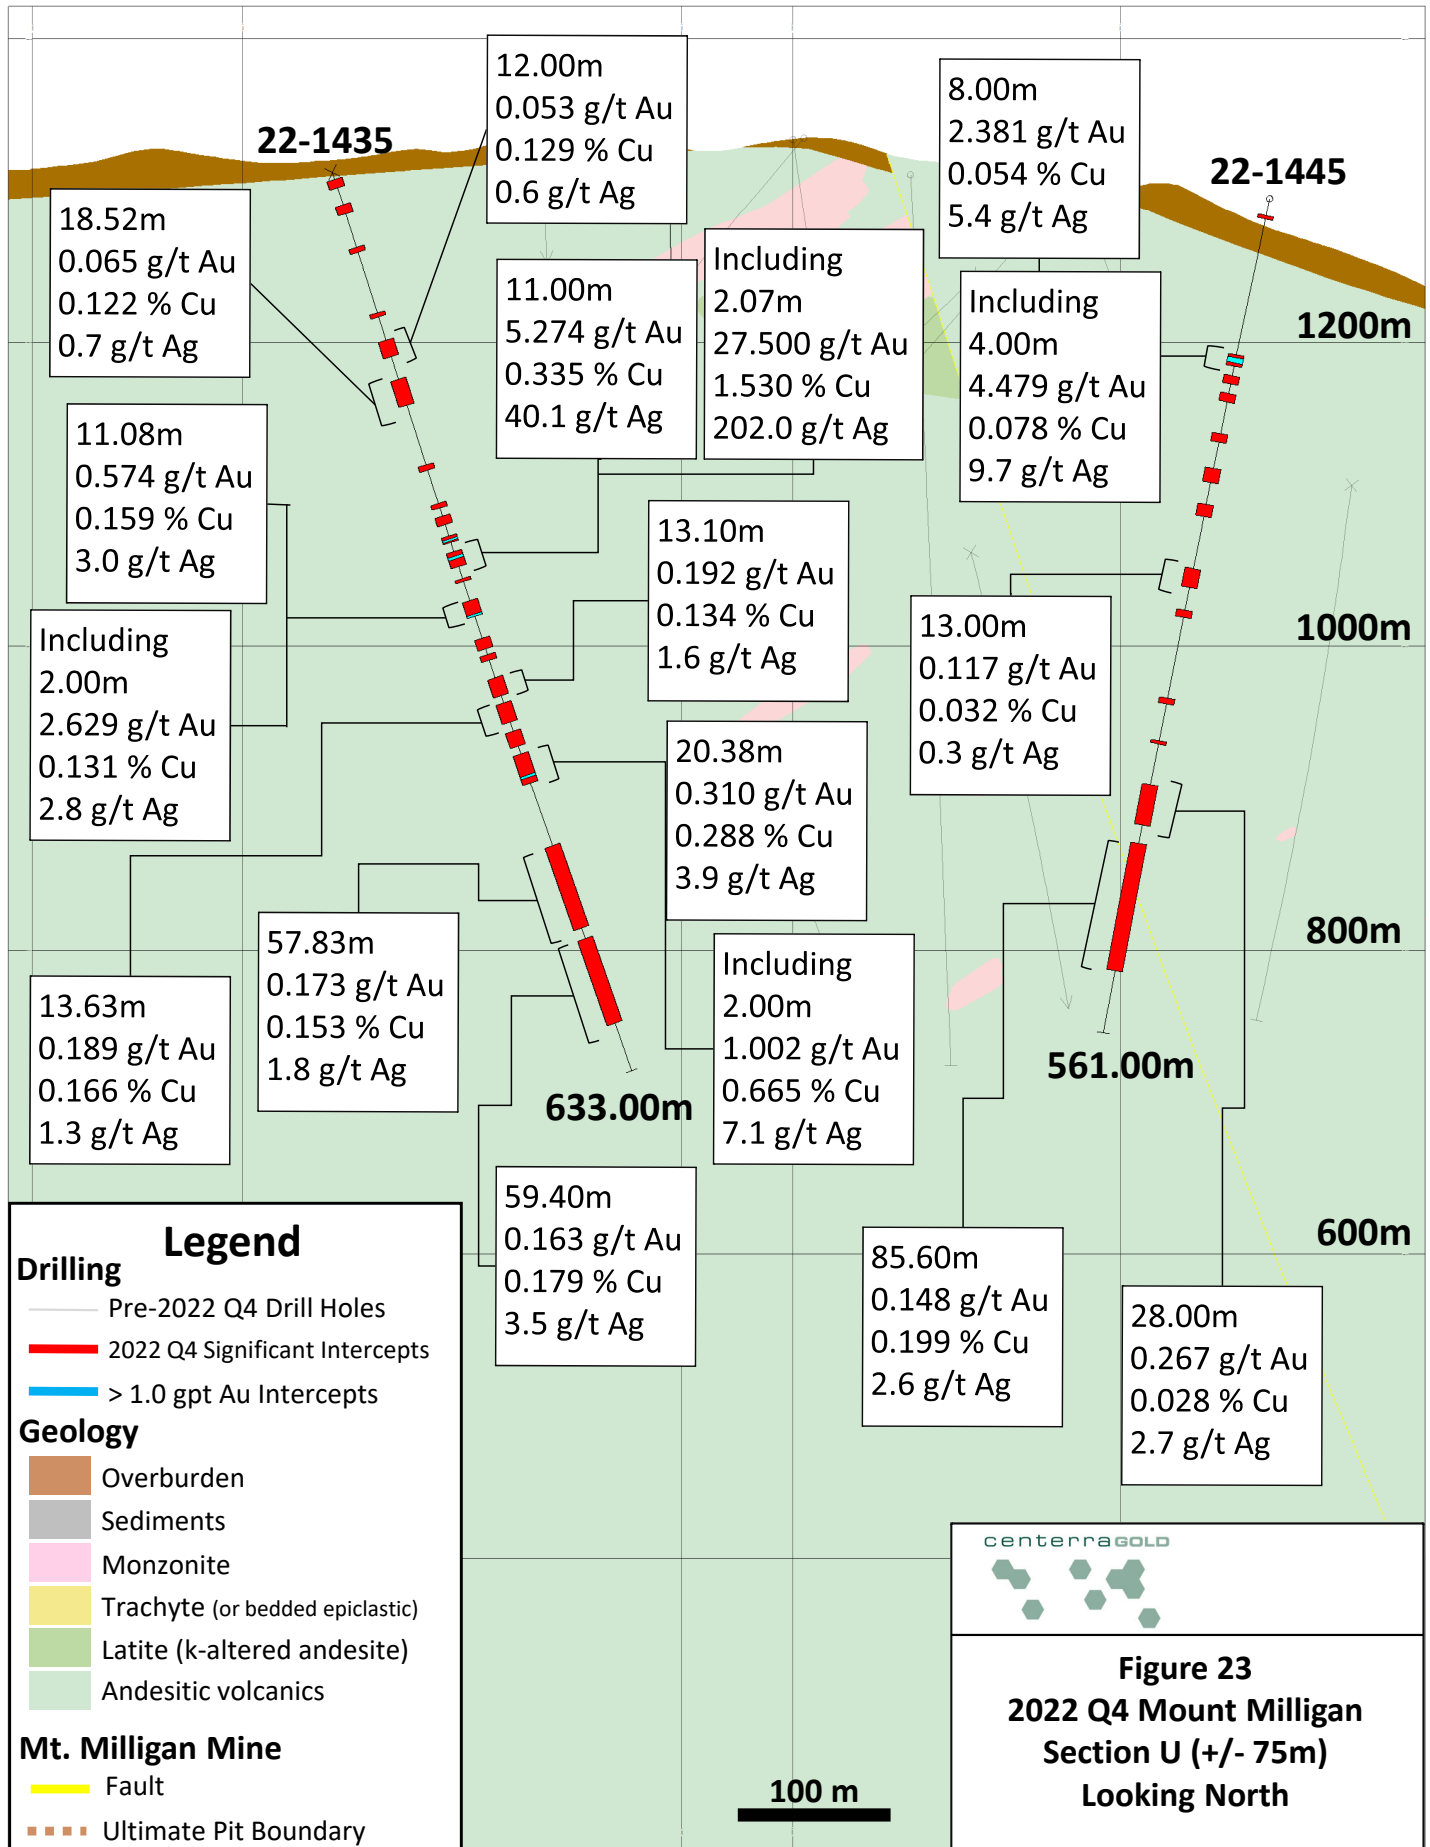 12.00m
0.053 g/t Au
0.129 % Cu
0.6 g/t Ag
8.00m
2.381 g/t Au
0.054 % Cu
5.4 g/t Ag
22-1435
22-1445
18.52m
0.065 g/t Au
0.122 % Cu
0.7 g/t Ag
11.00m
5.274 g/t Au
0.335 % Cu
40.1 g/t Ag
Including
2.07m
27.500 g/t Au
1.530 % Cu
202.0 g/t Ag
Including
4.00m
4.479 g/t Au
0.078 % Cu
9.7 g/t Ag
1200m
11.08m
0.574 g/t Au
0.159 % Cu
3.0 g/t Ag
13.10m
0.192 g/t Au
0.134 % Cu
1.6 g/t Ag
13.00m
0.117 g/t Au
0.032 % Cu
0.3 g/t Ag
1000m
Including
2.00m
2.629 g/t Au
0.131 % Cu
2.8 g/t Ag
20.38m
0.310 g/t Au
0.288 % Cu
3.9 g/t Ag
800m
57.83m
0.173 g/t Au
0.153 % Cu
1.8 g/t Ag
Including
2.00m
1.002 g/t Au
0.665 % Cu
7.1 g/t Ag
13.63m
0.189 g/t Au
0.166 % Cu
1.3 g/t Ag
633.00m
561.00m
59.40m
0.163 g/t Au
0.179 % Cu
3.5 g/t Ag
600m
85.60m
0.148 g/t Au
0.199 % Cu
2.6 g/t Ag
28.00m
0.267 g/t Au
0.028 % Cu
2.7 g/t Ag
Legend
Drilling
Pre-2022 Q4 Drill Holes
2022 Q4 Significant Intercepts
> 1.0 gpt Au Intercepts
Geology
Overburden
Sediments
Monzonite
Trachyte (or bedded epiclastic)
Latite (k-altered andesite)
Andesitic volcanics
Mt. Milligan Mine
Fault
Ultimate Pit Boundary
100 m
centerraGOLD
Figure 23
2022 Q4 Mount Milligan
Section U (+/- 75m)
Looking North